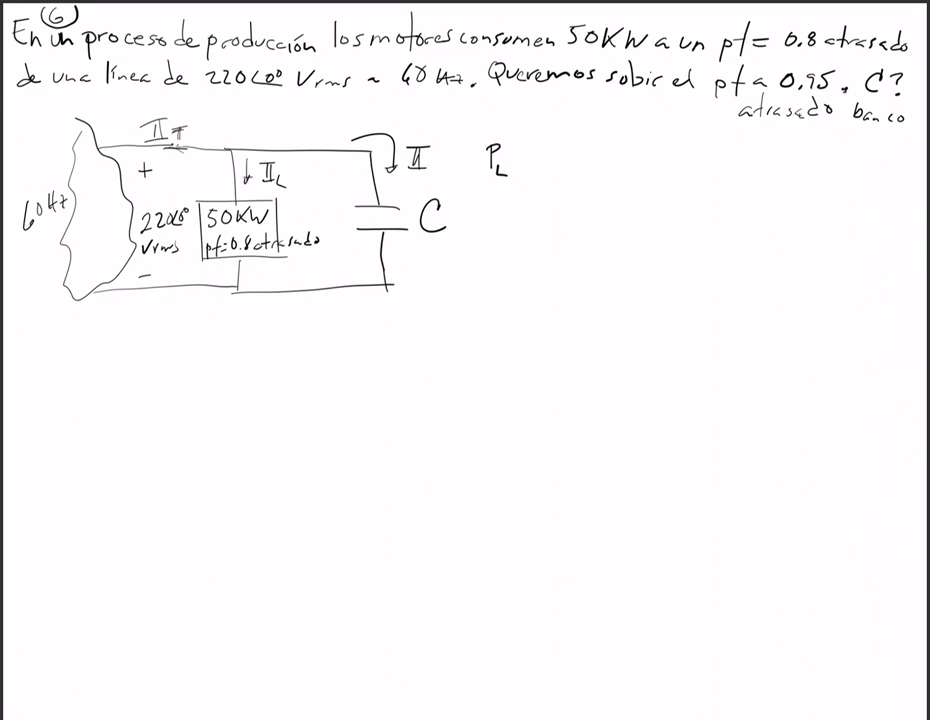 6
En un proceso de producción los motores consumen 50KW a un pf = 0.8 atrasado
de una línea de 220∠0° Vrms ~ 60 Hz. Queremos subir el pf a 0.95. C?
atrasado banco
I_T
+ I_L I P_L
60 Hz 220∠0° 50KW C
Vrms pf=0.8 atrasado
-